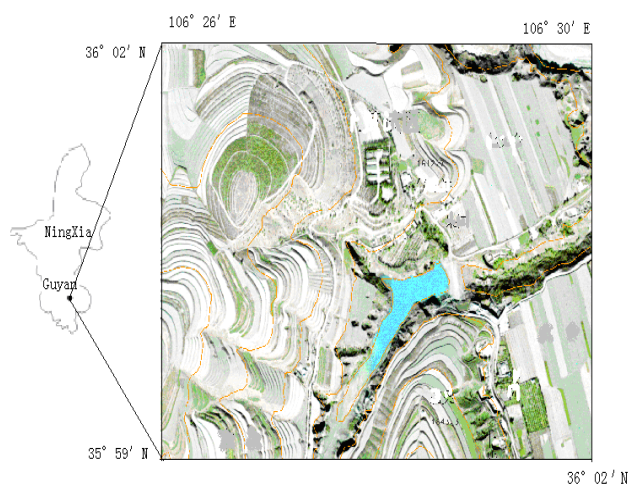 106° 26′ E
106° 30′ E
36° 02′ N
NingXia
Guyan
35° 59′ N
36° 02′ N